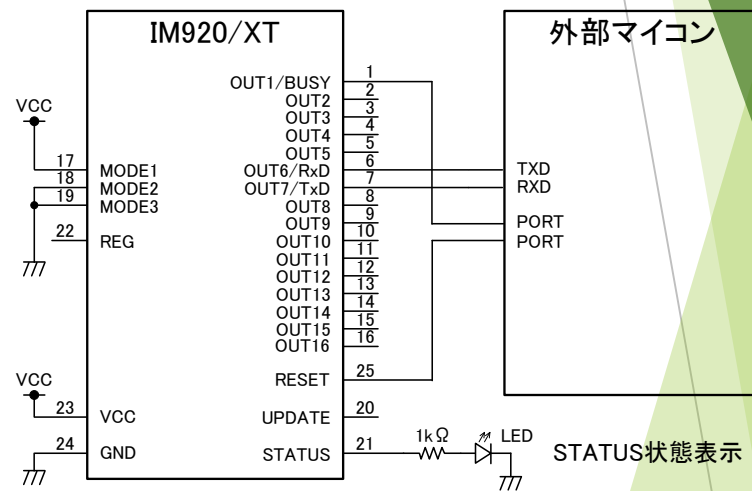 IM920/XT
外部マイコン
VCC
17 MODE1
18 MODE2
19 MODE3
22 REG
VCC
23 VCC
24 GND
OUT1/BUSY 1
OUT2 2
OUT3 3
OUT4 4
OUT5 5
OUT6/RxD 6
OUT7/TxD 7
OUT8 8
OUT9 9
OUT10 10
OUT11 11
OUT12 12
OUT13 13
OUT14 14
OUT15 15
OUT16 16
RESET 25
UPDATE 20
STATUS 21
TXD
RXD
PORT
PORT
1kΩ
LED
STATUS状態表示